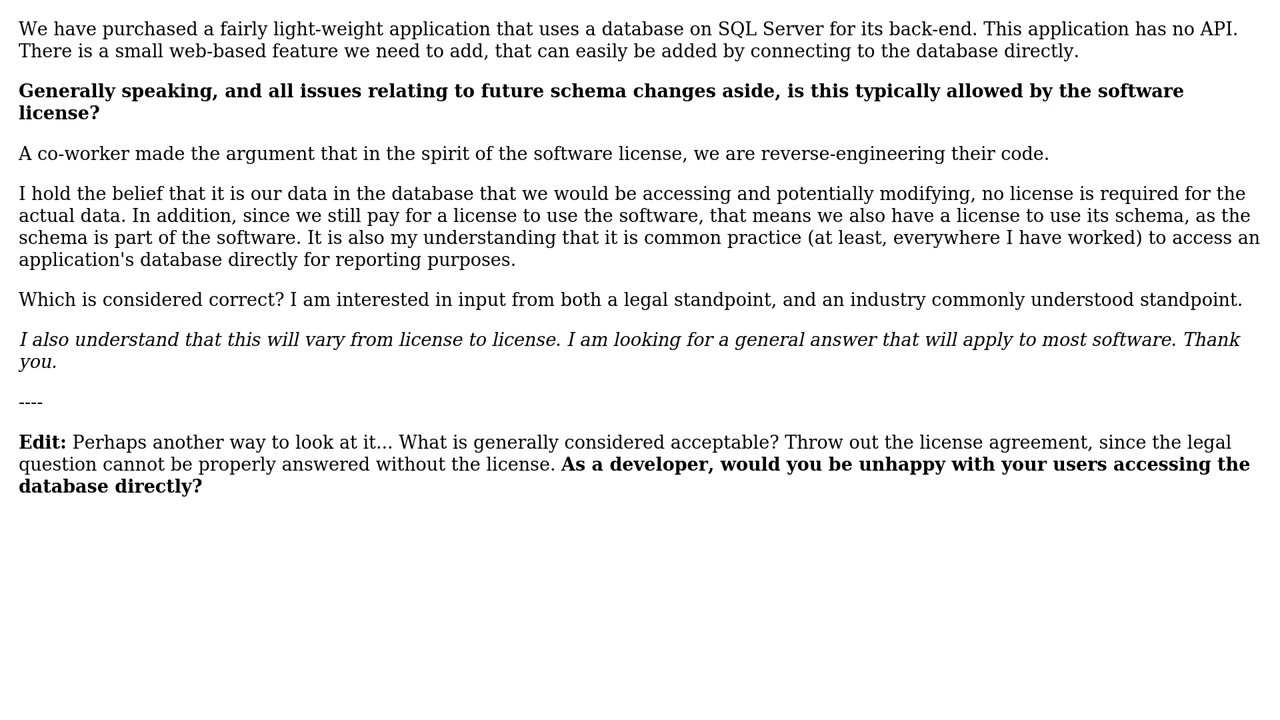 We have purchased a fairly light-weight application that uses a database on SQL Server for its back-end. This application has no API.
There is a small web-based feature we need to add, that can easily be added by connecting to the database directly.
Generally speaking, and all issues relating to future schema changes aside, is this typically allowed by the software
license?
A co-worker made the argument that in the spirit of the software license, we are reverse-engineering their code.
I hold the belief that it is our data in the database that we would be accessing and potentially modifying, no license is required for the
actual data. In addition, since we still pay for a license to use the software, that means we also have a license to use its schema, as the
schema is part of the software. It is also my understanding that it is common practice (at least, everywhere I have worked) to access an
application's database directly for reporting purposes.
Which is considered correct? I am interested in input from both a legal standpoint, and an industry commonly understood standpoint.
I also understand that this will vary from license to license. I am looking for a general answer that will apply to most software. Thank
you.
----
Edit: Perhaps another way to look at it... What is generally considered acceptable? Throw out the license agreement, since the legal
question cannot be properly answered without the license. As a developer, would you be unhappy with your users accessing the
database directly?